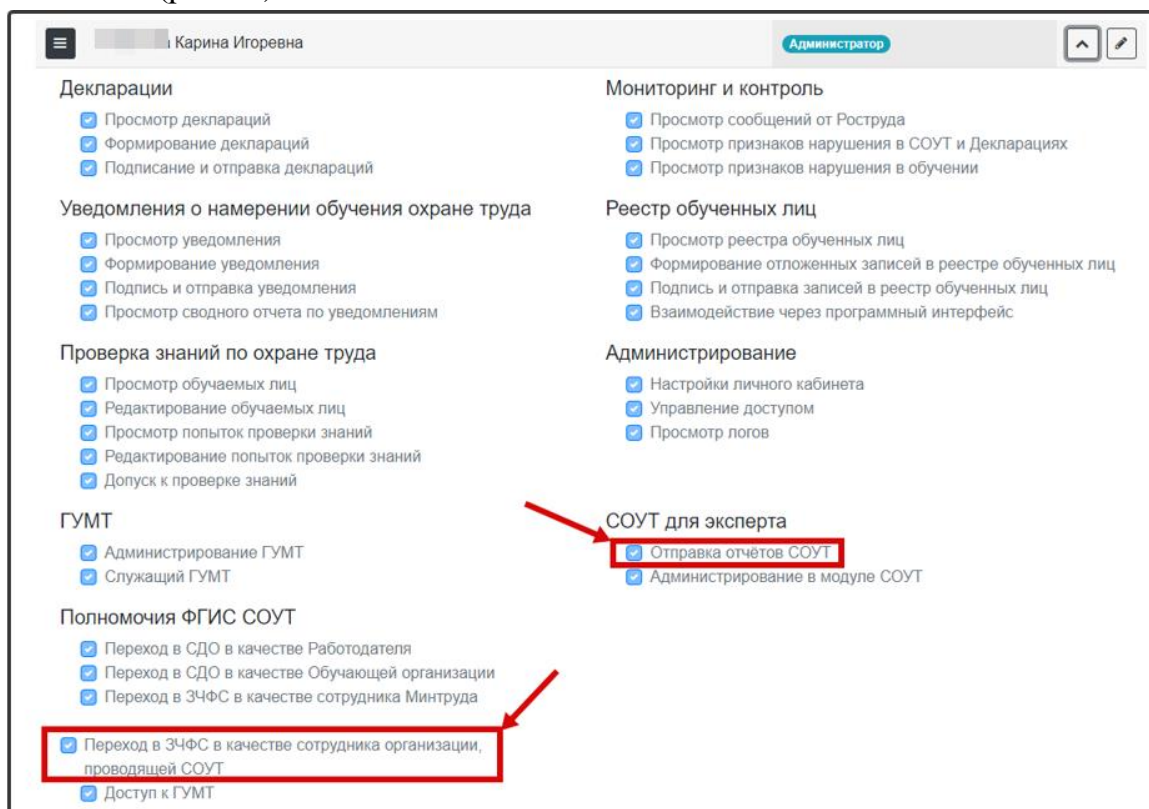 Карина Игоревна
Администратор
Декларации
Просмотр деклараций
Формирование деклараций
Подписание и отправка деклараций
Мониторинг и контроль
Просмотр сообщений от Роструда
Просмотр признаков нарушения в СОУТ и Декларациях
Просмотр признаков нарушения в обучении
Уведомления о намерении обучения охране труда
Просмотр уведомления
Формирование уведомления
Подпись и отправка уведомления
Просмотр сводного отчета по уведомлениям
Реестр обученных лиц
Просмотр реестра обученных лиц
Формирование отложенных записей в реестре обученных лиц
Подпись и отправка записей в реестр обученных лиц
Взаимодействие через программный интерфейс
Проверка знаний по охране труда
Просмотр обучаемых лиц
Редактирование обучаемых лиц
Просмотр попыток проверки знаний
Редактирование попыток проверки знаний
Допуск к проверке знаний
Администрирование
Настройки личного кабинета
Управление доступом
Просмотр логов
ГУМТ
Администрирование ГУМТ
Служащий ГУМТ
СОУТ для эксперта
Отправка отчётов СОУТ
Администрирование в модуле СОУТ
Полномочия ФГИС СОУТ
Переход в СДО в качестве Работодателя
Переход в СДО в качестве Обучающей организации
Переход в ЗЧФС в качестве сотрудника Минтруда
Переход в ЗЧФС в качестве сотрудника организации,
проводящей СОУТ
Доступ к ГУМТ